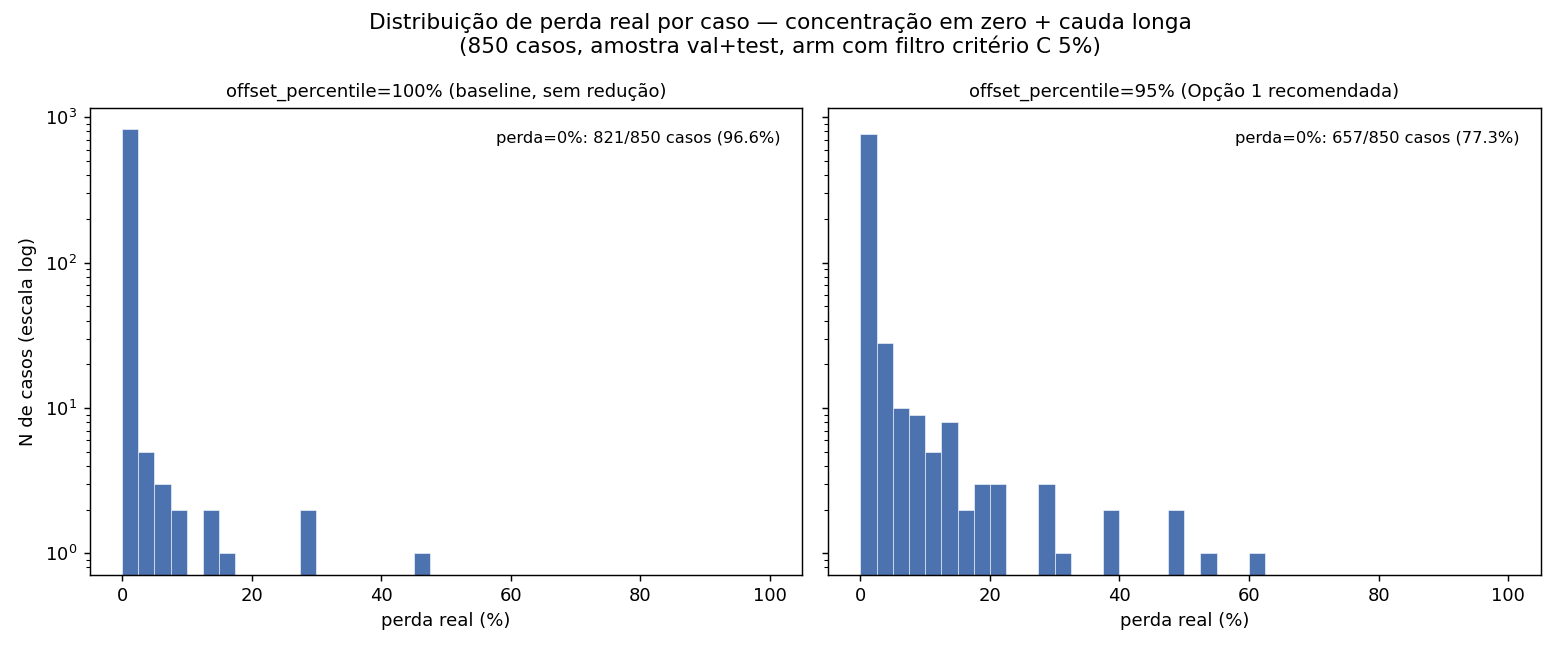 Distribuição de perda real por caso — concentração em zero + cauda longa
(850 casos, amostra val+test, arm com filtro critério C 5%)
offset_percentile=100% (baseline, sem redução)
perda=0%: 821/850 casos (96.6%)
N de casos (escala log)
10³
10²
10¹
10⁰
0 20 40 60 80 100
perda real (%)
offset_percentile=95% (Opção 1 recomendada)
perda=0%: 657/850 casos (77.3%)
0 20 40 60 80 100
perda real (%)